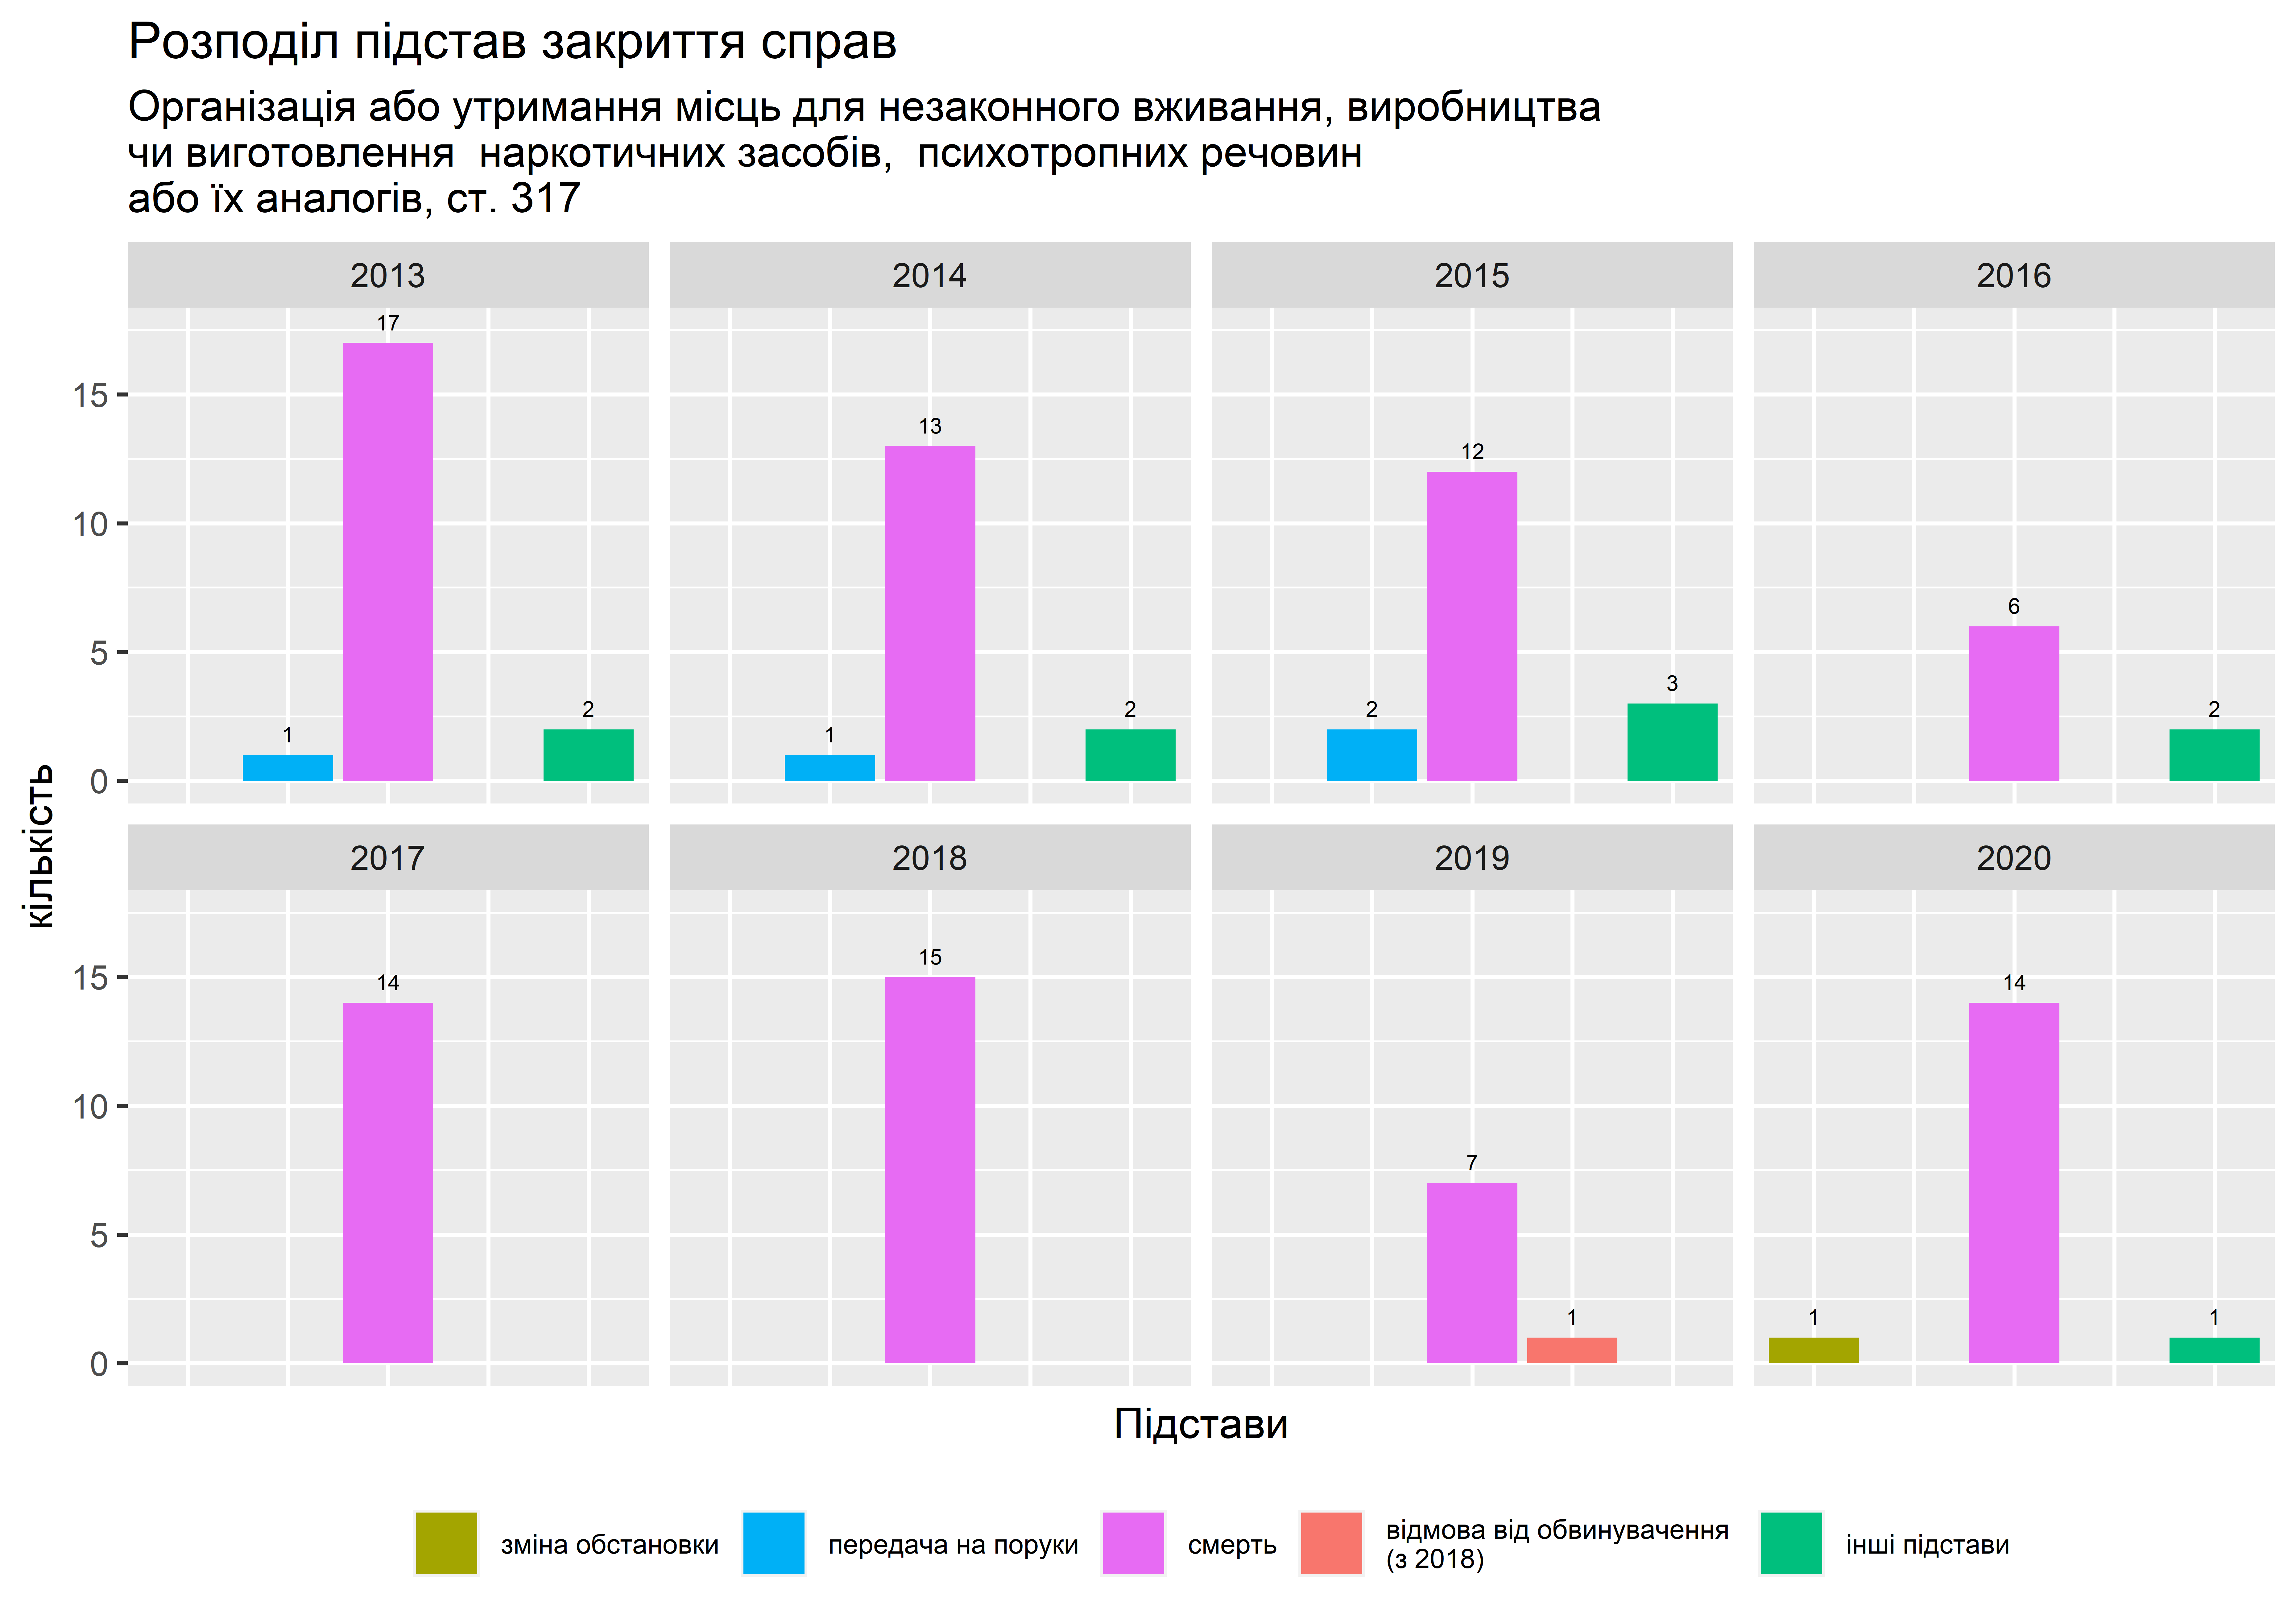 Розподіл підстав закриття справ
Організація або утримання місць для незаконного вживання, виробництва
чи виготовлення  наркотичних засобів,  психотропних речовин
або їх аналогів, ст. 317
2013
2014
2015
2016
17
1
2
13
1
2
12
2
3
6
2
15
10
5
0
кількість
2017
2018
2019
2020
14
15
7
1
14
1
1
15
10
5
0
Підстави
зміна обстановки
передача на поруки
смерть
відмова від обвинувачення
(з 2018)
інші підстави